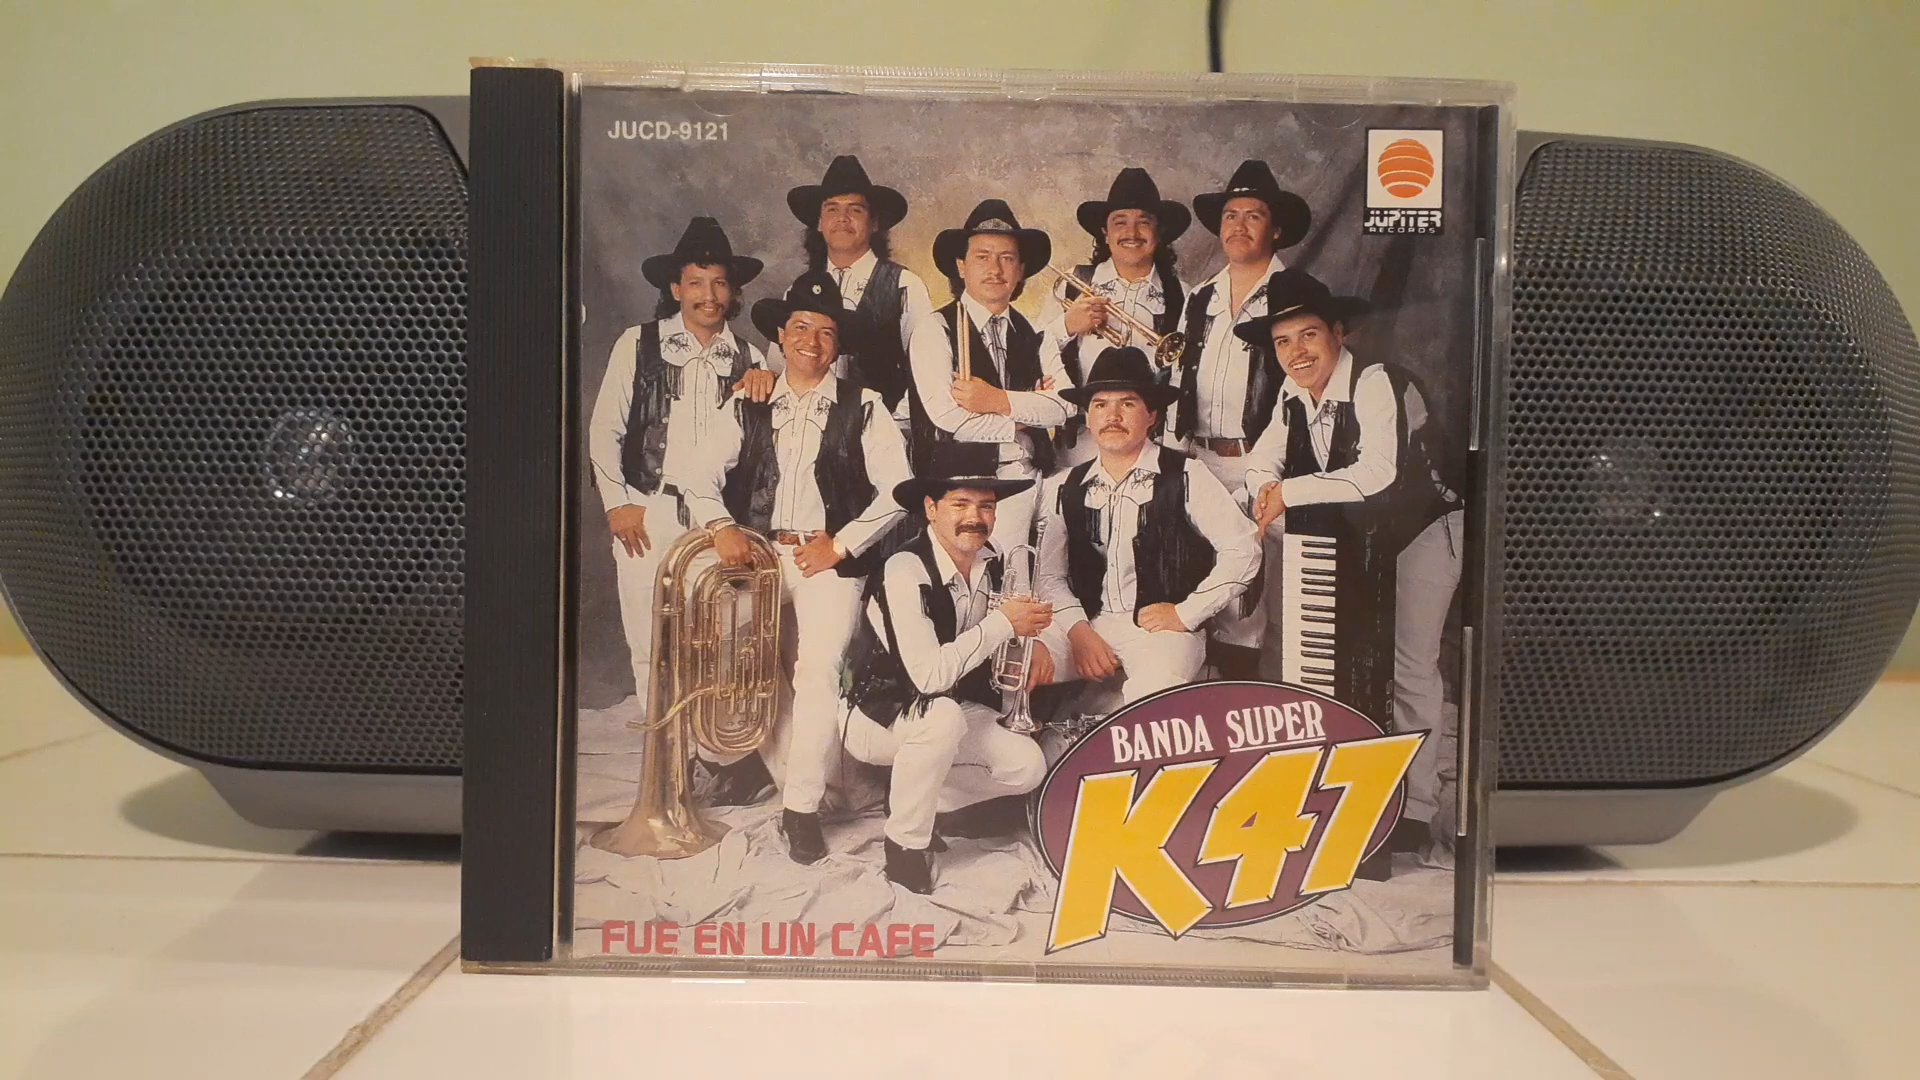 JUCD-9121
JUPITER
RECORDS
BANDA SUPER
K47
FUE EN UN CAFE